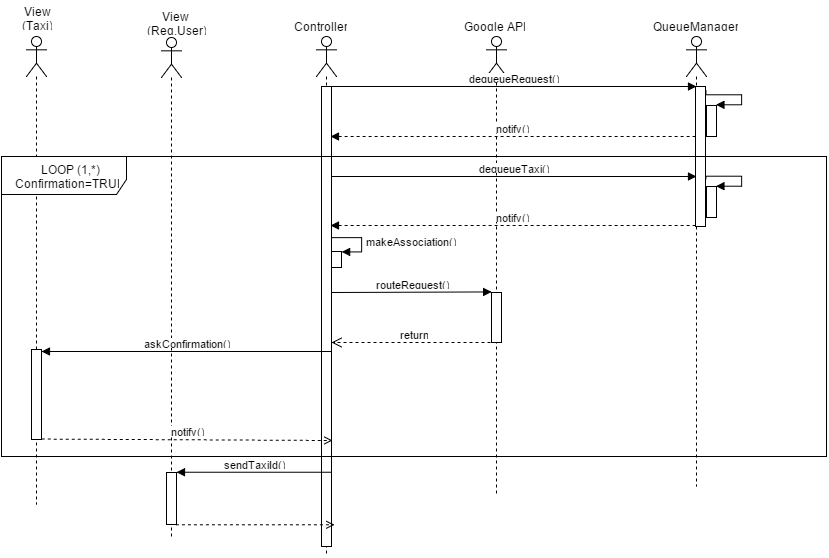 View
(Taxi)
View
(Reg.User)
Controller
Google API
QueueManager
dequeueRequest()
notify()
LOOP (1,*)
Confirmation=TRUE
dequeueTaxi()
notify()
makeAssociation()
routeRequest()
return
askConfirmation()
notify()
sendTaxiId()